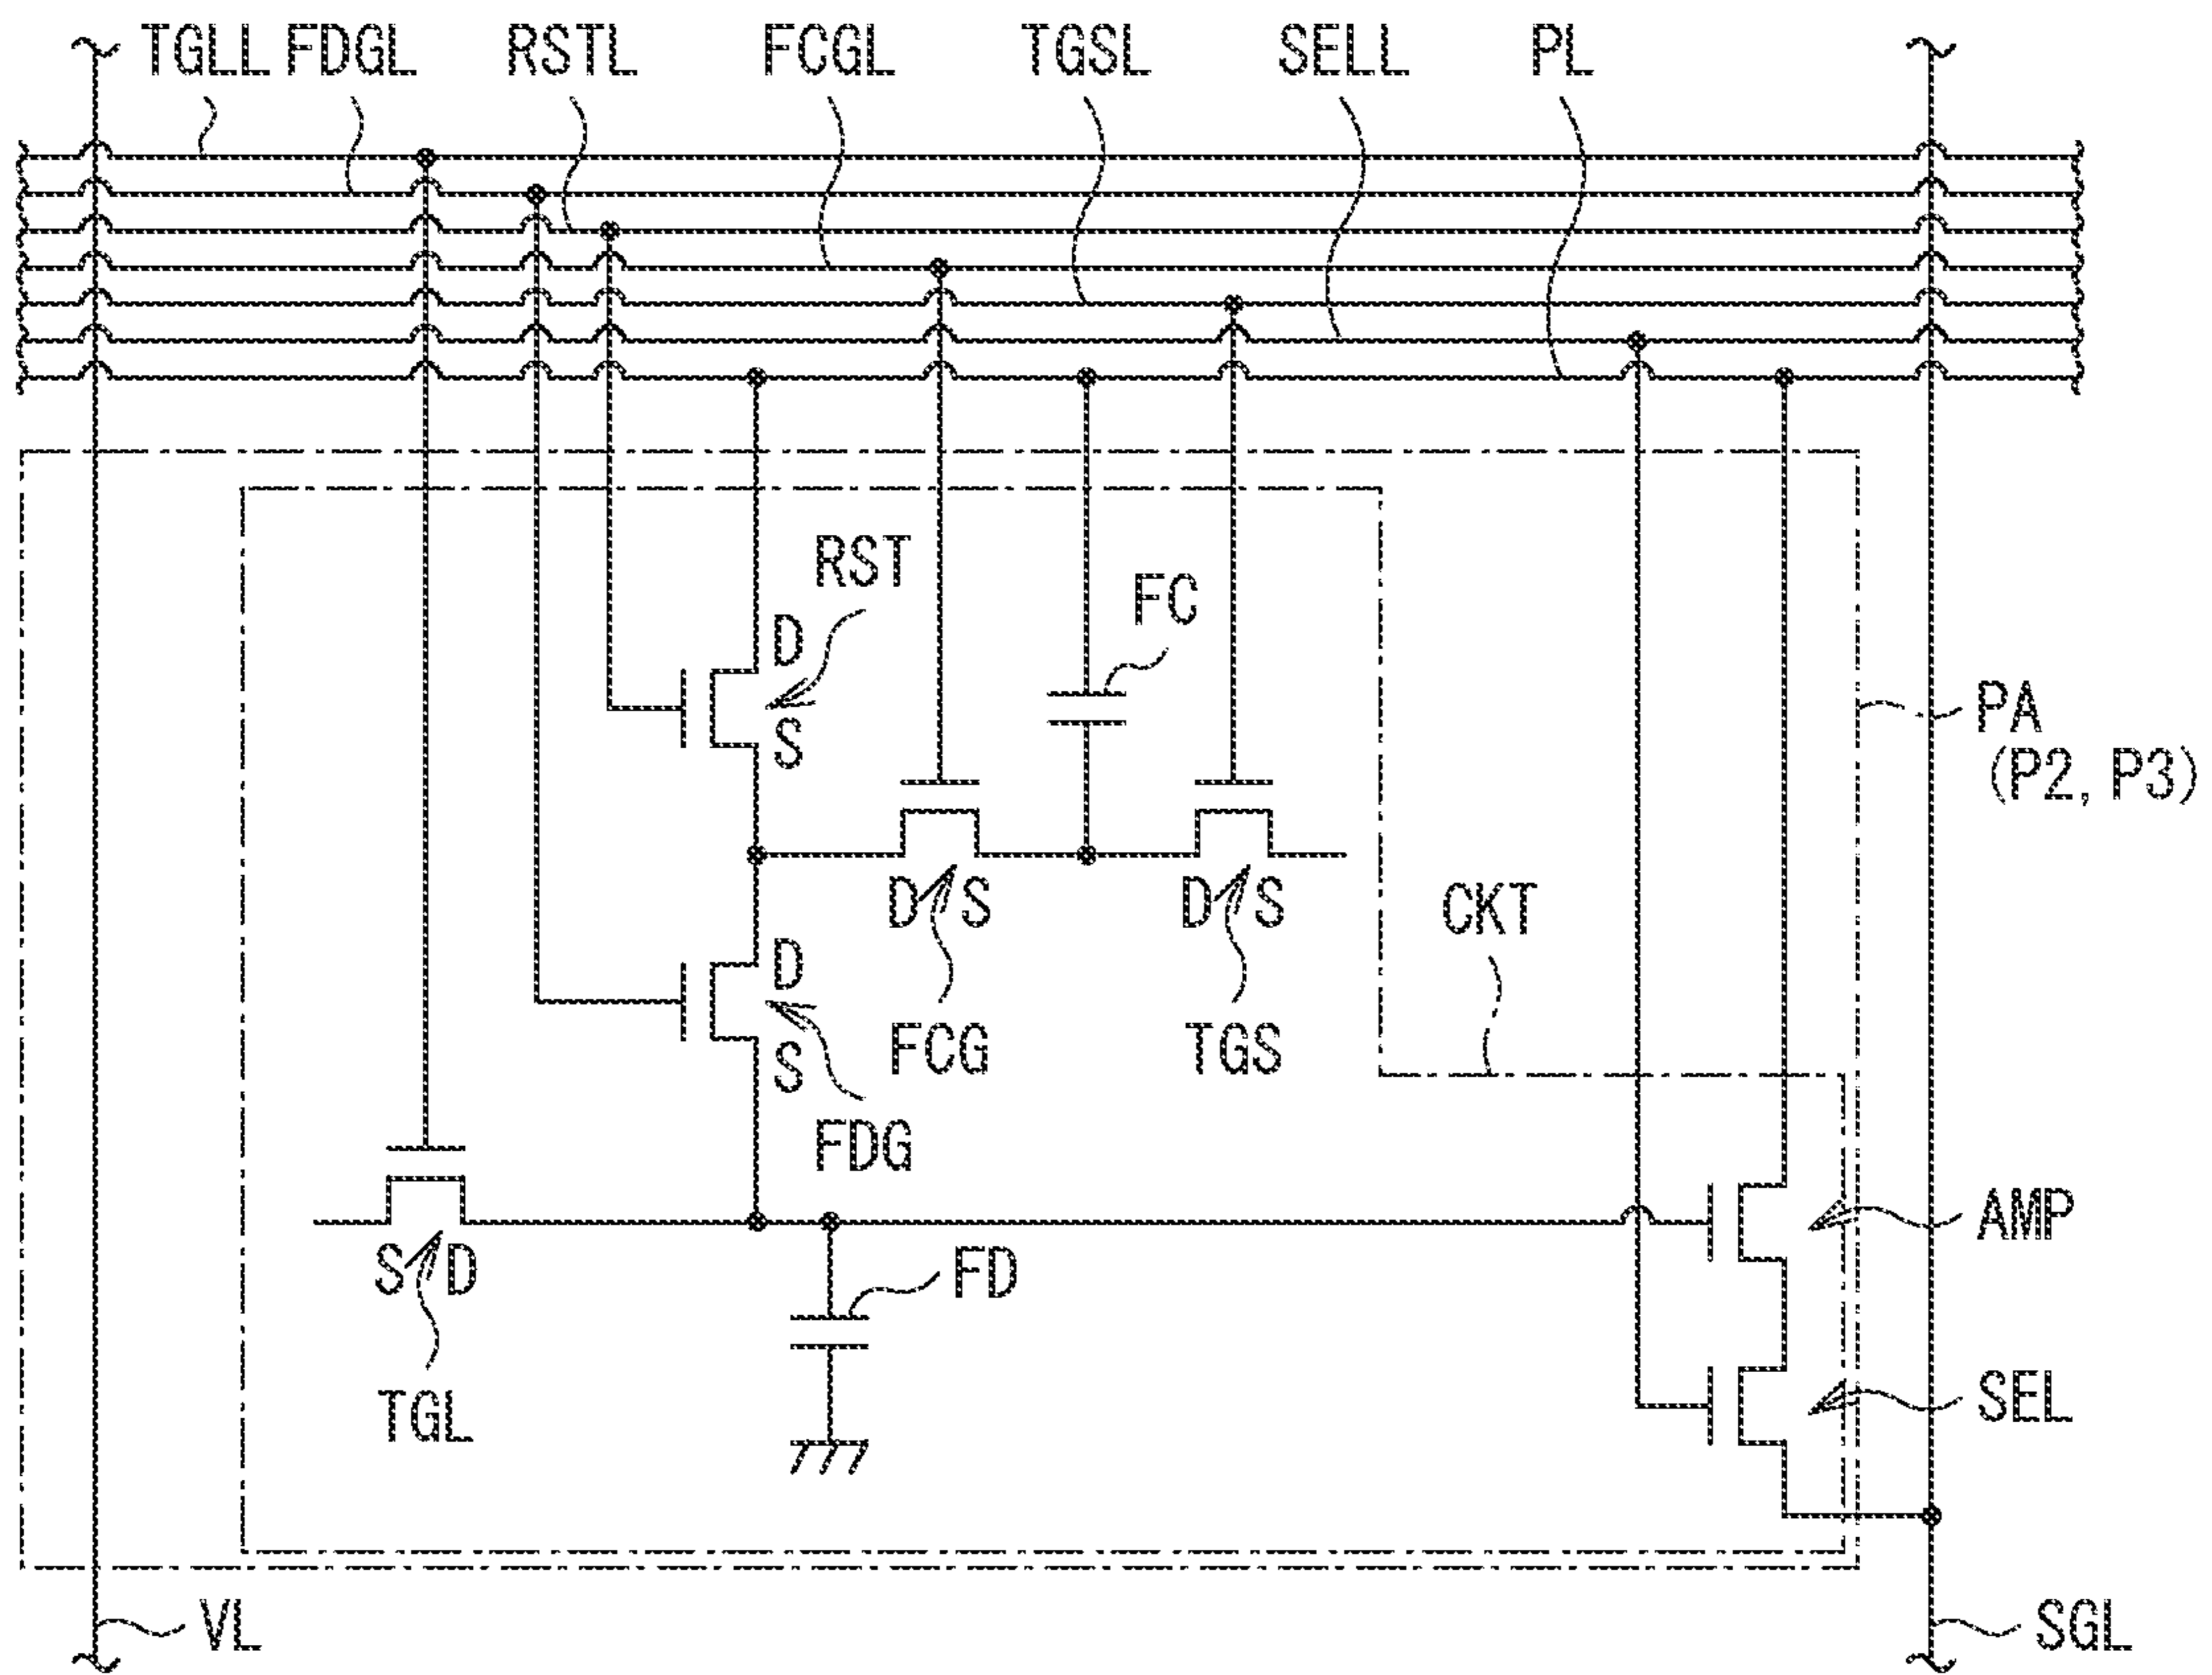 TGLL FDGL RSTL FCGL TGSL SELL PL
RST
FC
D
S
PA
(P2, P3)
D S
D S
CKT
D
S
FCG
TGS
FDG
AMP
S D
FD
TGL
SEL
VL
SGL